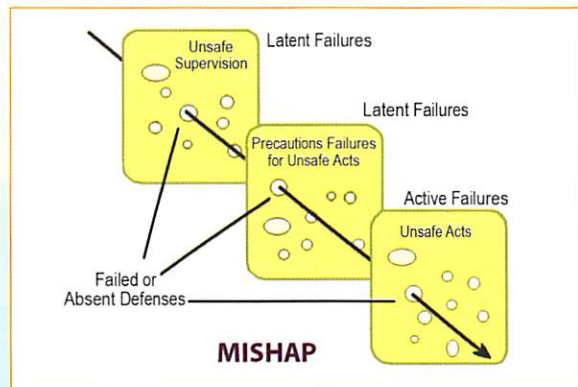 Unsafe
Supervision
Latent Failures
Latent Failures
Precautions Failures
for Unsafe Acts
Active Failures
Unsafe Acts
Failed or
Absent Defenses
MISHAP